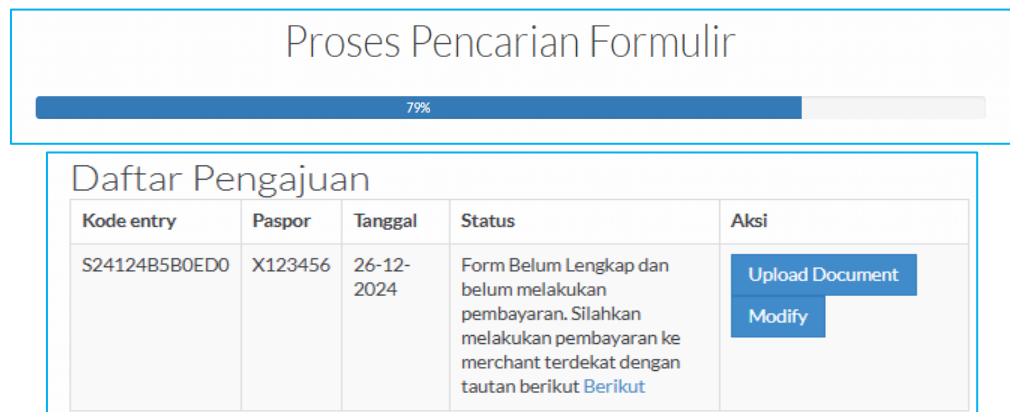 Proses Pencarian Formulir
79%
Daftar Pengajuan
Kode entry Paspor Tanggal Status Aksi
S24124B5B0ED0 X123456 26-12-
2024
Form Belum Lengkap dan
belum melakukan
pembayaran. Silahkan
melakukan pembayaran ke
merchant terdekat dengan
tautan berikut Berikut
Upload Document
Modify